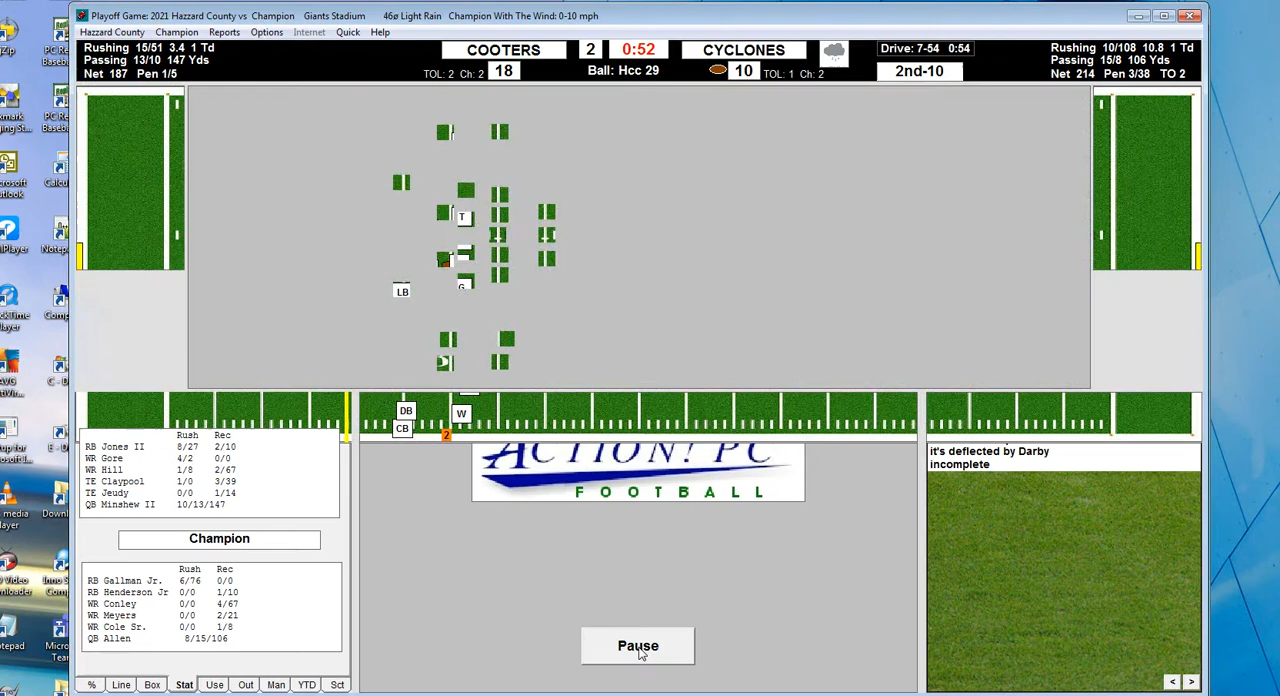 Playoff Game: 2021 Hazzard County vs Champion Giants Stadium 46ø Light Rain Champion With The Wind: 0-10 mph
Hazzard County Champion Reports Options Internet Quick Help
Rushing 15/51 3.4 1 Td
Passing 13/10 147 Yds
Net 187 Pen 1/5
COOTERS 2 0:52 CYCLONES
TOL: 2 Ch: 2 18 Ball: Hcc 29 10 TOL: 1 Ch: 2
Drive: 7-54 0:54
2nd-10
Rushing 10/108 10.8 1 Td
Passing 15/8 106 Yds
Net 214 Pen 3/38 TO 2
T
G
LB
DB
CB
W
2
Rush Rec
RB Jones II 8/27 2/10
WR Gore 4/2 0/0
WR Hill 1/8 2/67
TE Claypool 1/0 3/39
TE Jeudy 0/0 1/14
QB Minshew II 10/13/147
Champion
Rush Rec
RB Gallman Jr. 6/76 0/0
RB Henderson Jr 0/0 1/10
WR Conley 0/0 4/67
WR Meyers 0/0 2/21
WR Cole Sr. 0/0 1/8
QB Allen 8/15/106
% Line Box Stat Use Out Man YTD Sct
ACTION! PC
FOOTBALL
Pause
it's deflected by Darby
incomplete
< >